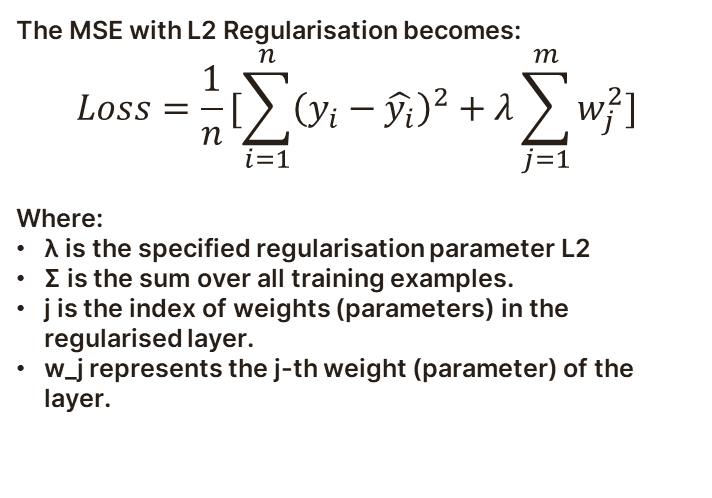 The MSE with L2 Regularisation becomes:
Loss = \frac{1}{n}[\sum_{i=1}^{n}(y_i − \hat{y_i})^2 + λ\sum_{j=1}^{m} w_j^2]
Where:
• λ is the specified regularisation parameter L2
• Σ is the sum over all training examples.
• j is the index of weights (parameters) in the
regularised layer.
• w_j represents the j-th weight (parameter) of the
layer.